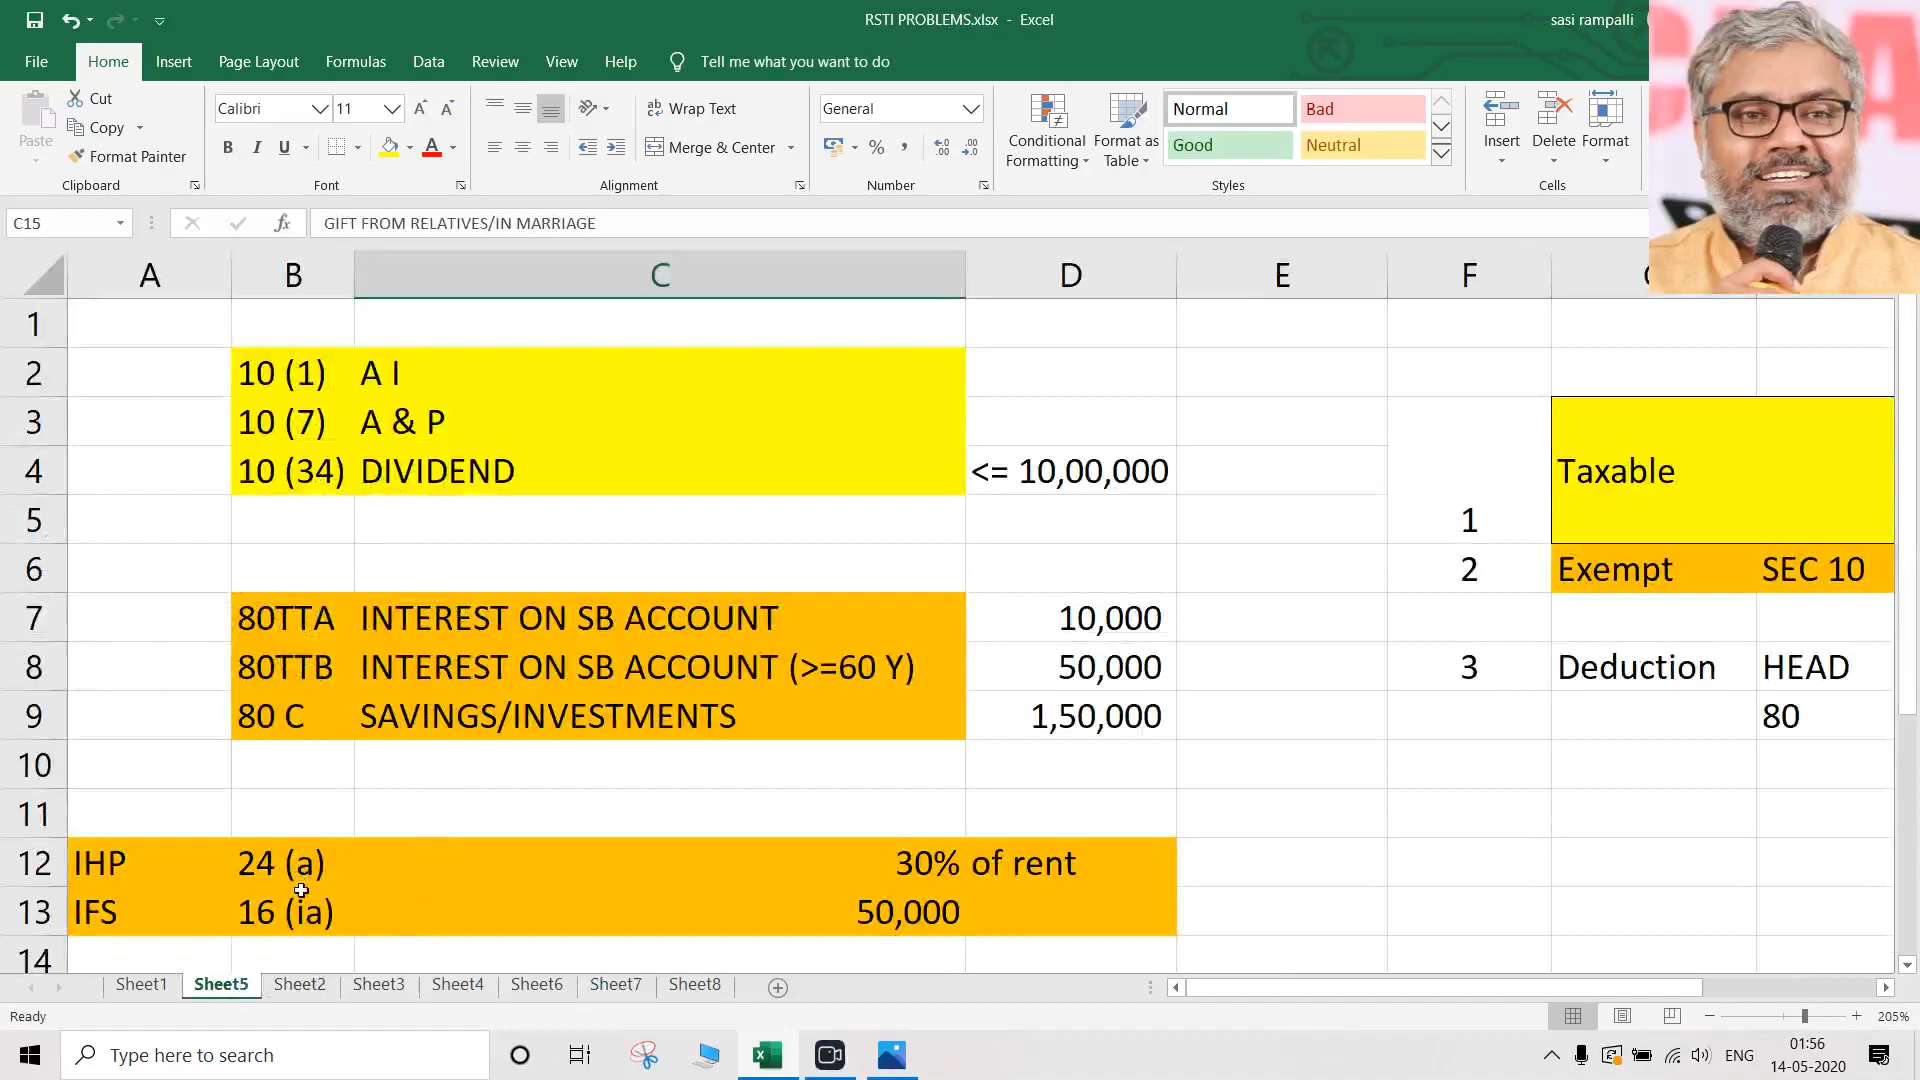 RSTI PROBLEMS.xlsx - Excel
sasi rampalli
File Home Insert Page Layout Formulas Data Review View Help Tell me what you want to do
Paste
Cut
Copy
Format Painter
Clipboard
Calibri 11
B I U A
Font
Wrap Text
Merge & Center
Alignment
General
% ,
Number
Conditional Formatting
Format as Table
Normal Bad
Good Neutral
Styles
Insert Delete Format
Cells
C15 fx GIFT FROM RELATIVES/IN MARRIAGE
A B C D E F
1
2 10 (1) A I
3 10 (7) A & P
4 10 (34) DIVIDEND <= 10,00,000 Taxable
5 1
6 2 Exempt SEC 10
7 80TTA INTEREST ON SB ACCOUNT 10,000
8 80TTB INTEREST ON SB ACCOUNT (>=60 Y) 50,000 3 Deduction HEAD
9 80 C SAVINGS/INVESTMENTS 1,50,000 80
10
11
12 IHP 24 (a) 30% of rent
13 IFS 16 (ia) 50,000
14
Sheet1 Sheet5 Sheet2 Sheet3 Sheet4 Sheet6 Sheet7 Sheet8
Ready
205%
Type here to search
ENG
01:56
14-05-2020